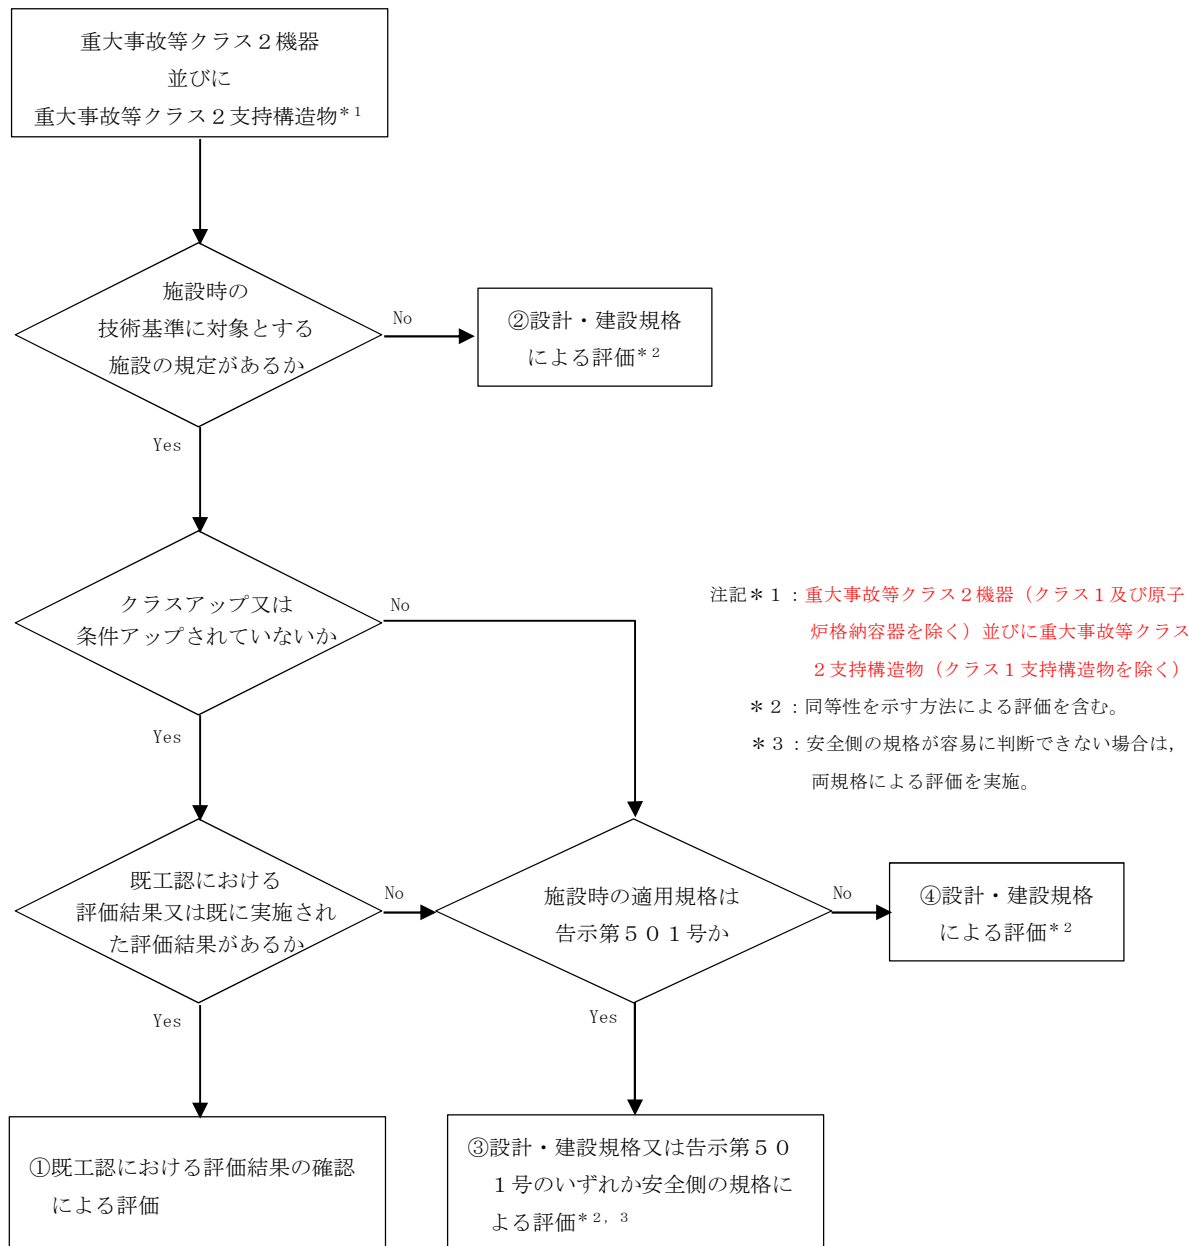 重大事故等クラス２機器
並びに
重大事故等クラス２支持構造物＊１
施設時の
技術基準に対象とする
施設の規定があるか
No
②設計・建設規格
による評価＊２
Yes
クラスアップ又は
条件アップされていないか
No
注記＊１：重大事故等クラス２機器（クラス１及び原子
炉格納容器を除く）並びに重大事故等クラス
２支持構造物（クラス１支持構造物を除く）
＊２：同等性を示す方法による評価を含む。
＊３：安全側の規格が容易に判断できない場合は，
両規格による評価を実施。
Yes
既工認における
評価結果又は既に実施され
た評価結果があるか
No
施設時の適用規格は
告示第５０１号か
No
④設計・建設規格
による評価＊２
Yes
Yes
①既工認における評価結果の確認
による評価
③設計・建設規格又は告示第５０
１号のいずれか安全側の規格に
よる評価＊２，３